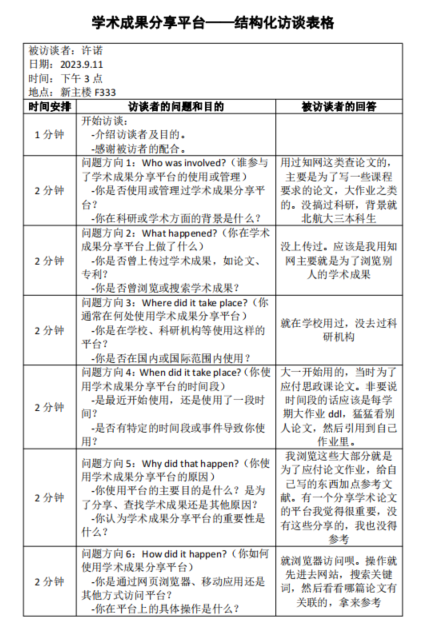 学术成果分享平台——结构化访谈表格
被访谈者：许诺
日期：2023.9.11
时间：下午 3 点
地点：新主楼 F333
时间安排
访谈者的问题和目的
被访谈者的回答
1 分钟
开始访谈：
-介绍访谈者及目的。
-感谢被访者的配合。
2 分钟
问题方向 1：Who was involved?（谁参与
了学术成果分享平台的使用或管理）
-你是否使用或管理过学术成果分享平
台？
-你在科研或学术方面的背景是什么？
用过知网这类查论文的，
主要是为了写一些课程
要求的论文，大作业之类
的。没搞过科研，背景就
北航大三本科生
2 分钟
问题方向 2：What happened?（你在学术
成果分享平台上做了什么）
-你是否曾上传过学术成果，如论文、
专利？
-你是否曾浏览或搜索学术成果？
没上传过。应该是我用知
网主要就是为了浏览别
人的学术成果
2 分钟
问题方向 3：Where did it take place?（你
通常在何处使用学术成果分享平台）
-你是在学校、科研机构等使用这样的
平台？
-你是否在国内或国际范围内使用？
就在学校用过，没去过科
研机构
2 分钟
问题方向 4：When did it take place?（你使
用学术成果分享平台的时间段）
-是最近开始使用，还是使用了一段时
间？
-是否有特定的时间段或事件导致你使
用？
大一开始用的，当时为了
应付思政课论文。非要说
时间段的话应该是每学
期大作业 ddl，猛猛看别
人论文，然后引用到自己
作业里。
2 分钟
问题方向 5：Why did that happen?（你使
用学术成果分享平台的原因）
-你使用平台的主要目的是什么？是为
了分享、查找学术成果还是其他原因？
-你认为学术成果分享平台的重要性是
什么？
我浏览这些大部分就是
为了应付论文作业，给自
己写的东西加点参考文
献。有一个分享学术论文
的平台我觉得很重要，没
有这些分享的，我也没得
参考
2 分钟
问题方向 6：How did it happen?（你如何
使用学术成果分享平台）
-你是通过网页浏览器、移动应用还是
其他方式访问平台？
-你在平台上的具体操作是什么？
就浏览器访问呗。操作就
先进去网站，搜索关键
词，然后看看哪篇论文有
关联的，拿来参考